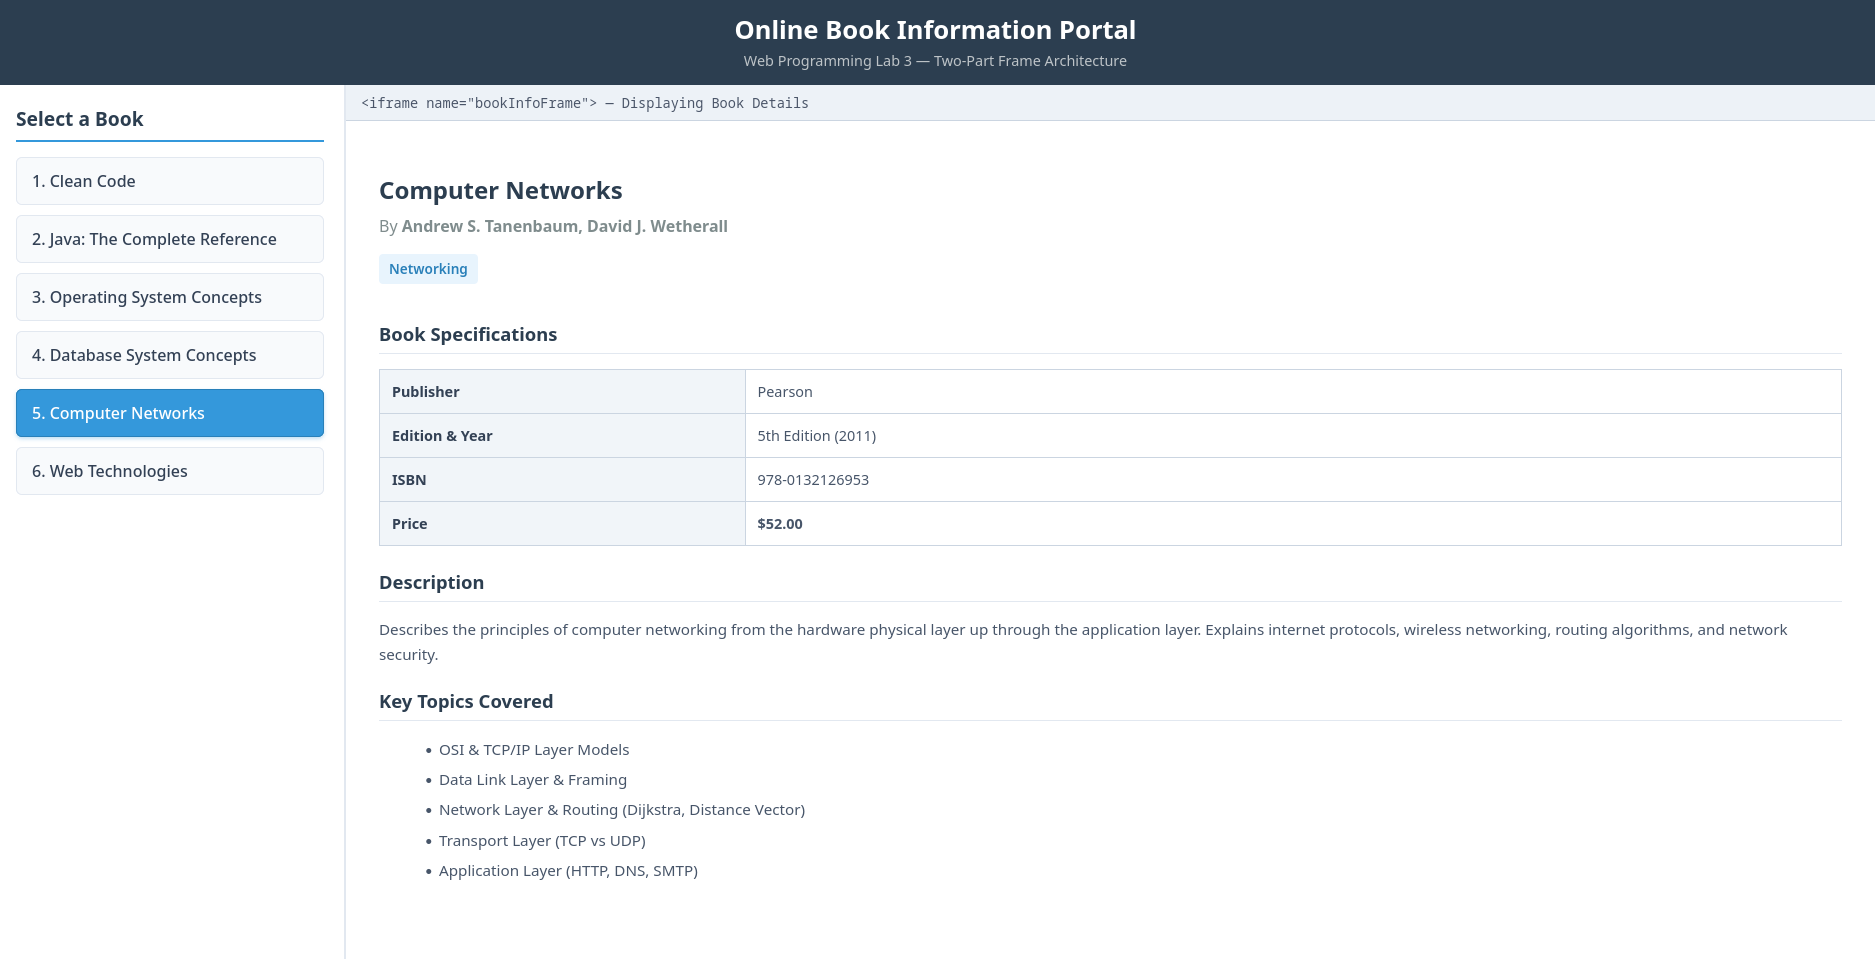 Online Book Information Portal
Web Programming Lab 3 — Two-Part Frame Architecture
Select a Book
1. Clean Code
2. Java: The Complete Reference
3. Operating System Concepts
4. Database System Concepts
5. Computer Networks
6. Web Technologies
<iframe name="bookInfoFrame"> — Displaying Book Details
Computer Networks
By Andrew S. Tanenbaum, David J. Wetherall
Networking
Book Specifications
Publisher Pearson
Edition & Year 5th Edition (2011)
ISBN 978-0132126953
Price $52.00
Description
Describes the principles of computer networking from the hardware physical layer up through the application layer. Explains internet protocols, wireless networking, routing algorithms, and network
security.
Key Topics Covered
• OSI & TCP/IP Layer Models
• Data Link Layer & Framing
• Network Layer & Routing (Dijkstra, Distance Vector)
• Transport Layer (TCP vs UDP)
• Application Layer (HTTP, DNS, SMTP)